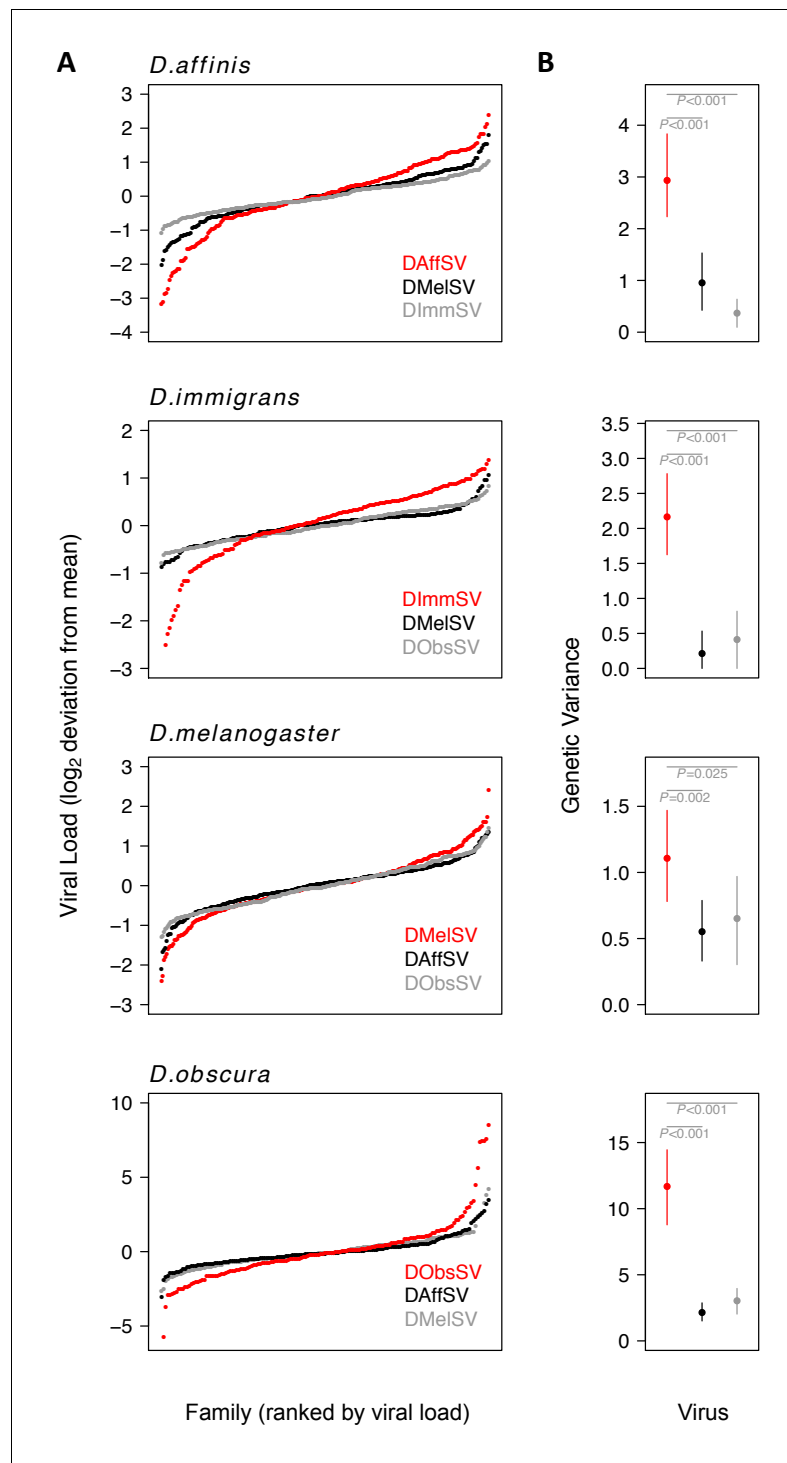 A
B
D.affinis
3
2
1
0
−1
−2
−3
−4
DAffSV
DMelSV
DImmSV
P<0.001
P<0.001
4
3
2
1
0
D.immigrans
2
1
0
−1
−2
−3
DImmSV
DMelSV
DObsSV
P<0.001
P<0.001
3.5
3.0
2.5
2.0
1.5
1.0
0.5
0.0
Viral Load (log₂ deviation from mean)
Genetic Variance
D.melanogaster
3
2
1
0
−1
−2
−3
DMelSV
DAffSV
DObsSV
P=0.025
P=0.002
1.5
1.0
0.5
0.0
D.obscura
10
5
0
−5
DObsSV
DAffSV
DMelSV
P<0.001
P<0.001
15
10
5
0
Family (ranked by viral load)
Virus